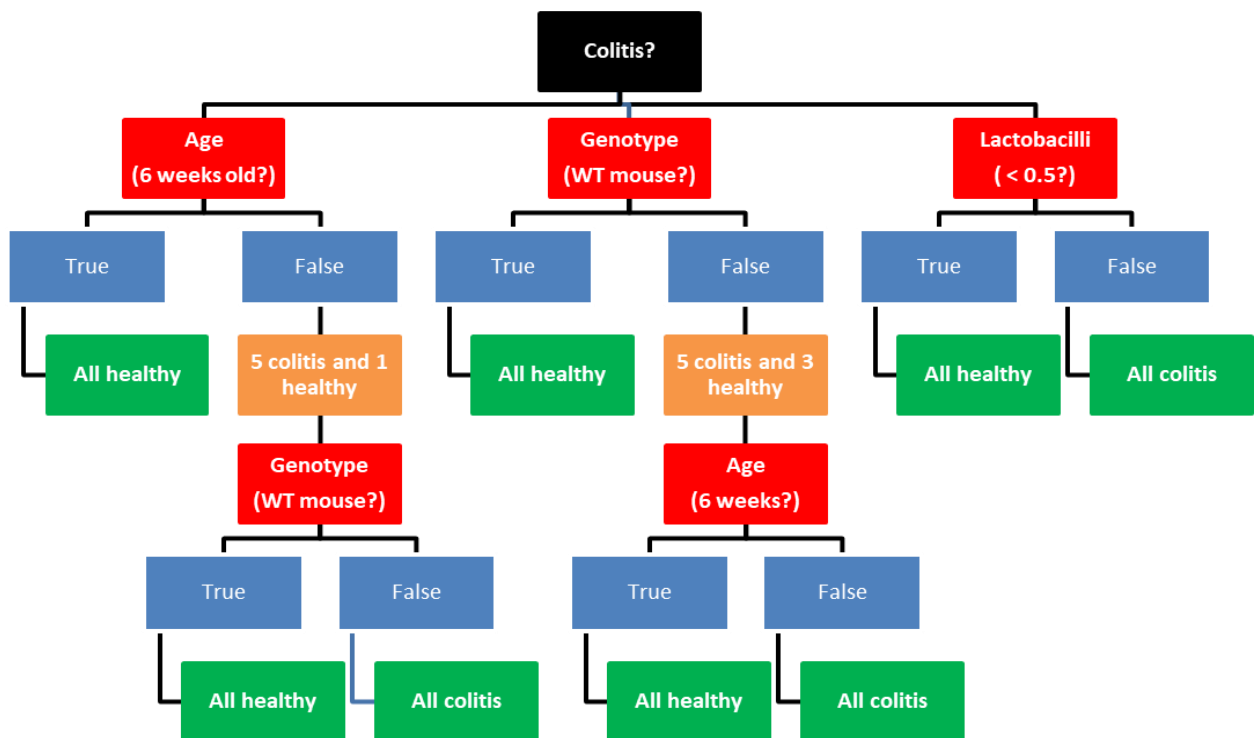 Colitis?
Age
(6 weeks old?)
Genotype
(WT mouse?)
Lactobacilli
( < 0.5?)
True
False
True
False
True
False
All healthy
5 colitis and 1
healthy
All healthy
5 colitis and 3
healthy
All healthy
All colitis
Genotype
(WT mouse?)
Age
(6 weeks?)
True
False
True
False
All healthy
All colitis
All healthy
All colitis